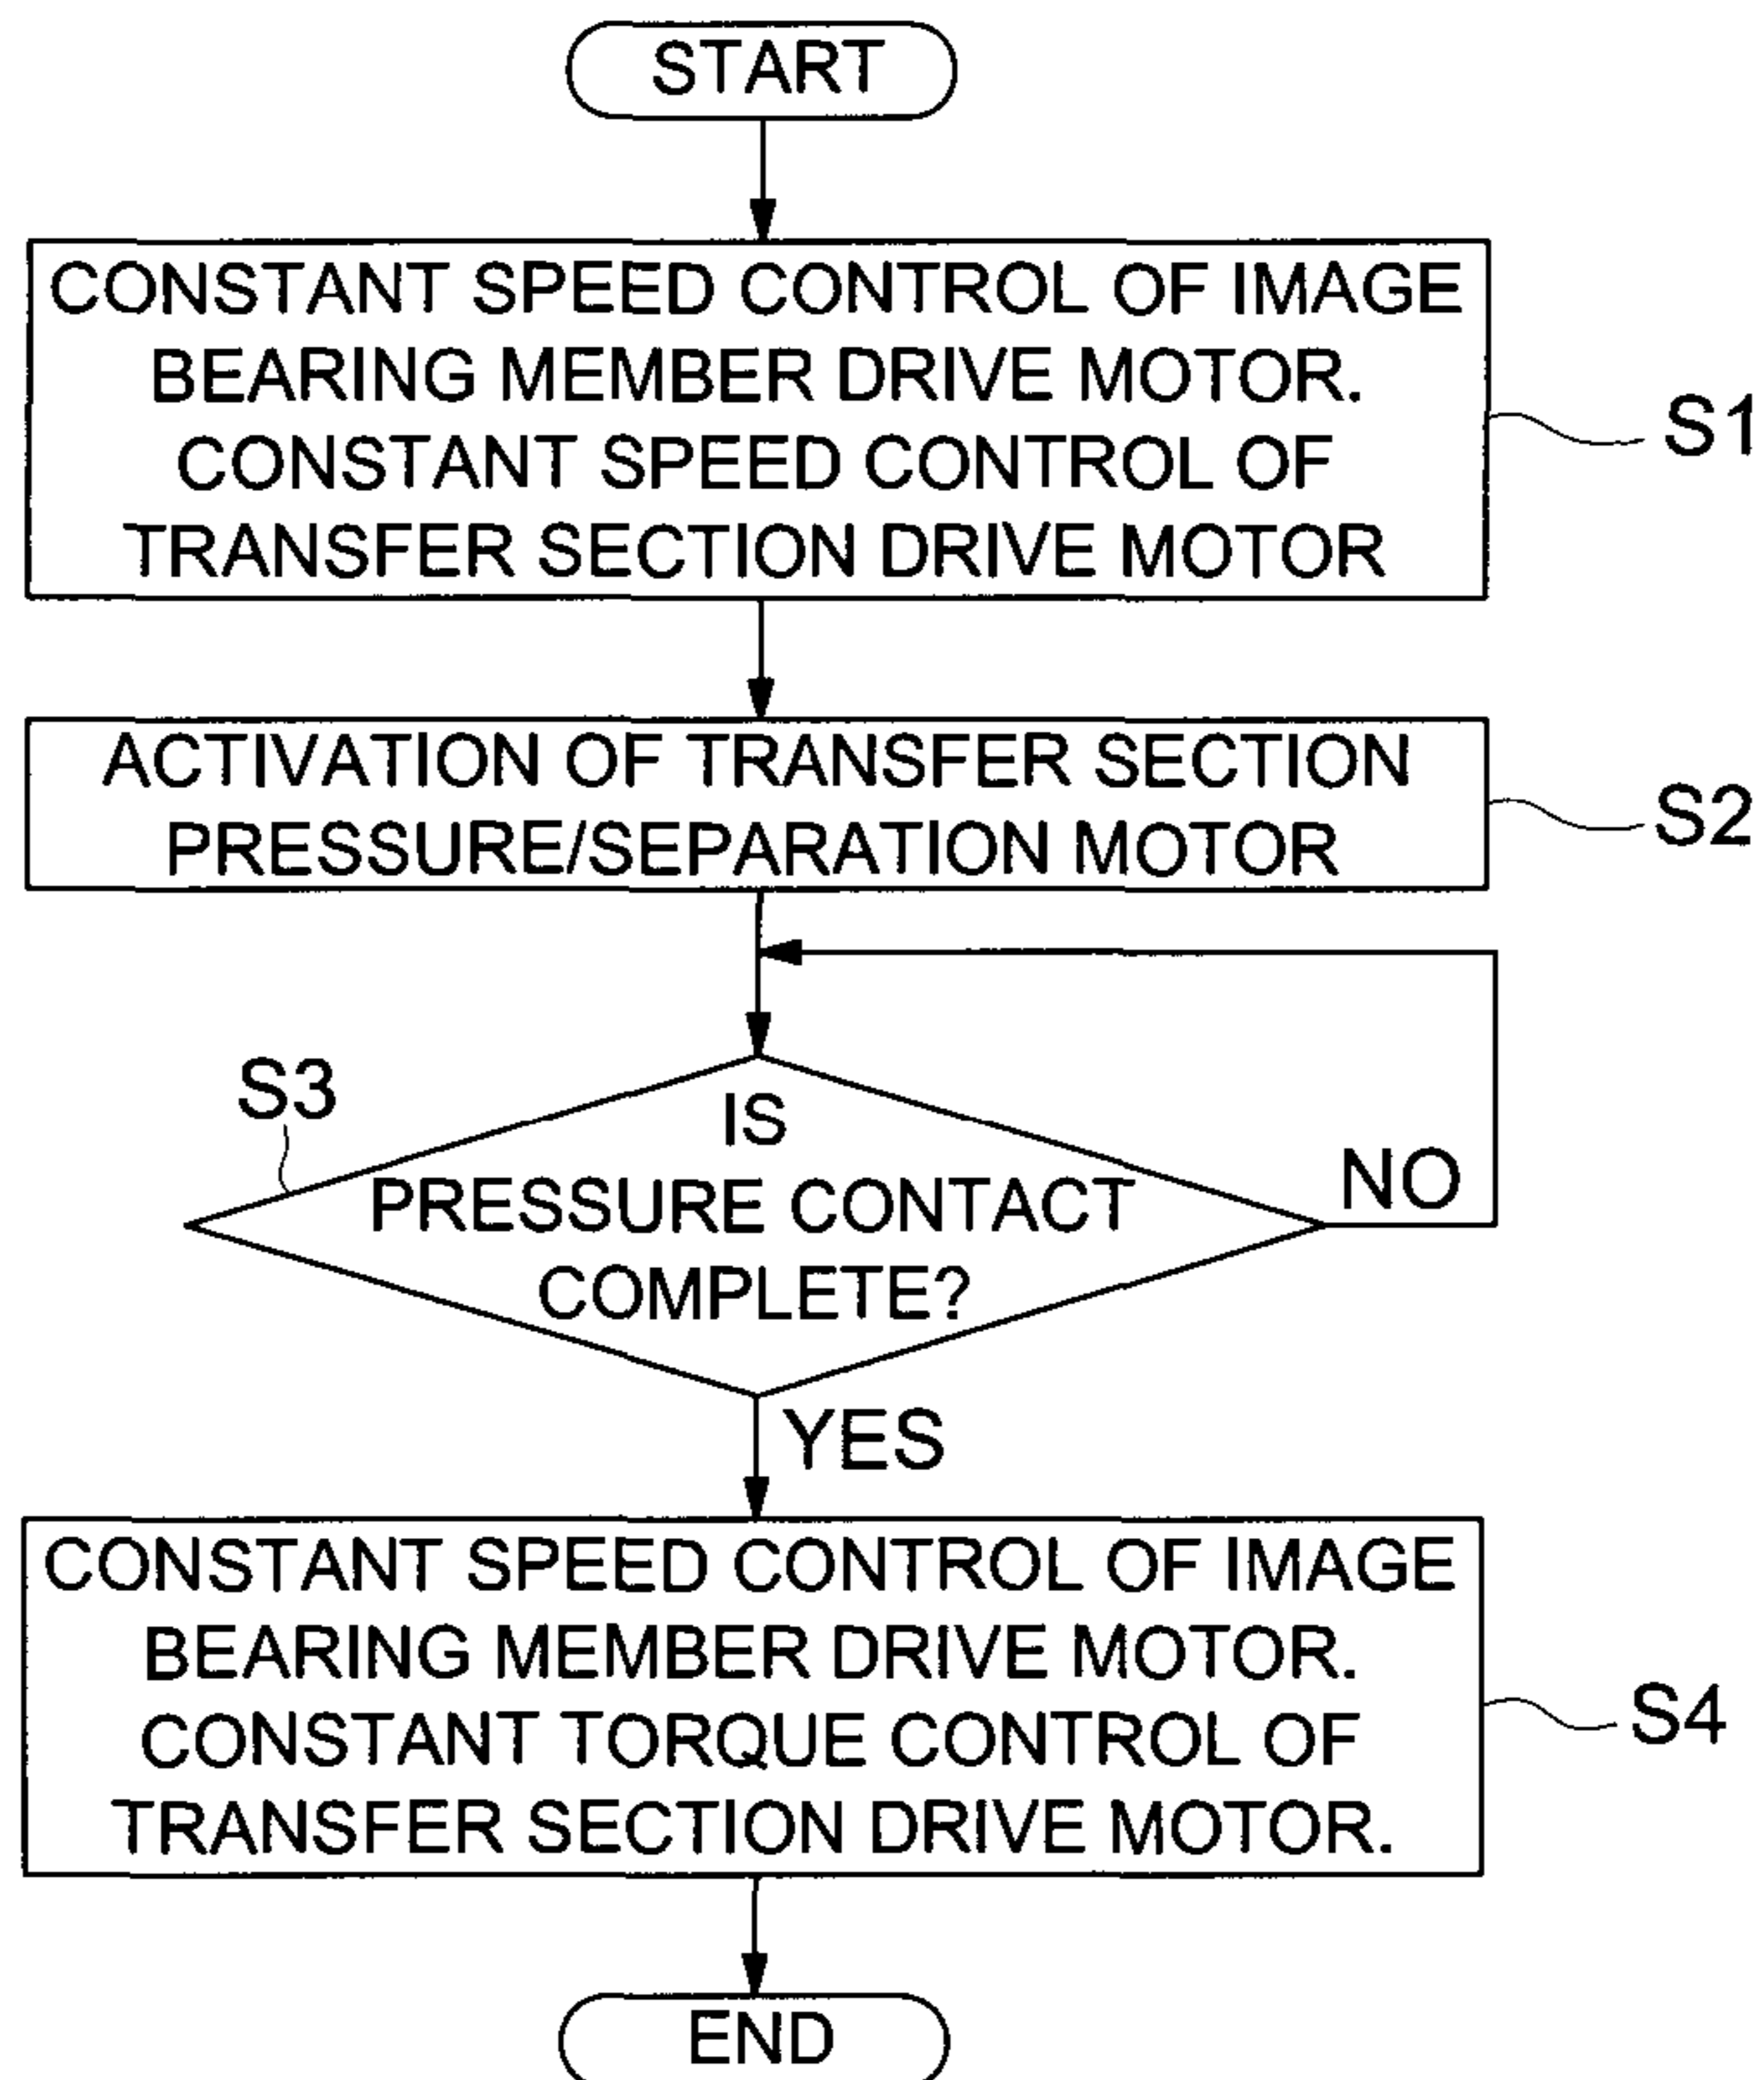 START
CONSTANT SPEED CONTROL OF IMAGE
BEARING MEMBER DRIVE MOTOR.
CONSTANT SPEED CONTROL OF
TRANSFER SECTION DRIVE MOTOR
S1
ACTIVATION OF TRANSFER SECTION
PRESSURE/SEPARATION MOTOR
S2
S3
IS
PRESSURE CONTACT
COMPLETE?
NO
YES
CONSTANT SPEED CONTROL OF IMAGE
BEARING MEMBER DRIVE MOTOR.
CONSTANT TORQUE CONTROL OF
TRANSFER SECTION DRIVE MOTOR.
S4
END